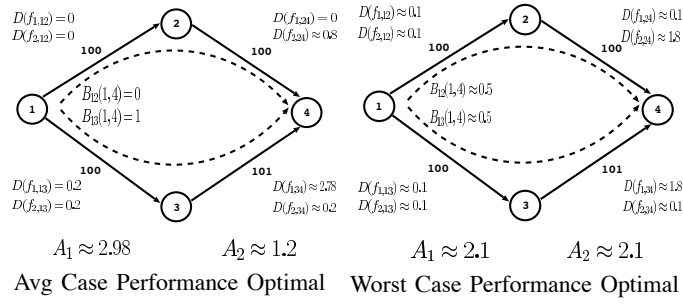 D(f1,12)=0
D(f2,12)=0
2
D(f1,24)=0
D(f2,24)≈0.8
100
100
1
B12(1,4)=0
B13(1,4)=1
4
100
101
D(f1,13)=0.2
D(f2,13)=0.2
3
D(f1,34)≈2.78
D(f2,34)≈0.2
A1 ≈ 2.98
A2 ≈ 1.2
Avg Case Performance Optimal
D(f1,12)≈0.1
D(f2,12)≈0.1
2
D(f1,24)≈0.1
D(f2,24)≈1.8
100
100
1
B12(1,4)≈0.5
B13(1,4)≈0.5
4
100
101
D(f1,13)≈0.1
D(f2,13)≈0.1
3
D(f1,34)≈1.8
D(f2,34)≈0.1
A1 ≈ 2.1
A2 ≈ 2.1
Worst Case Performance Optimal